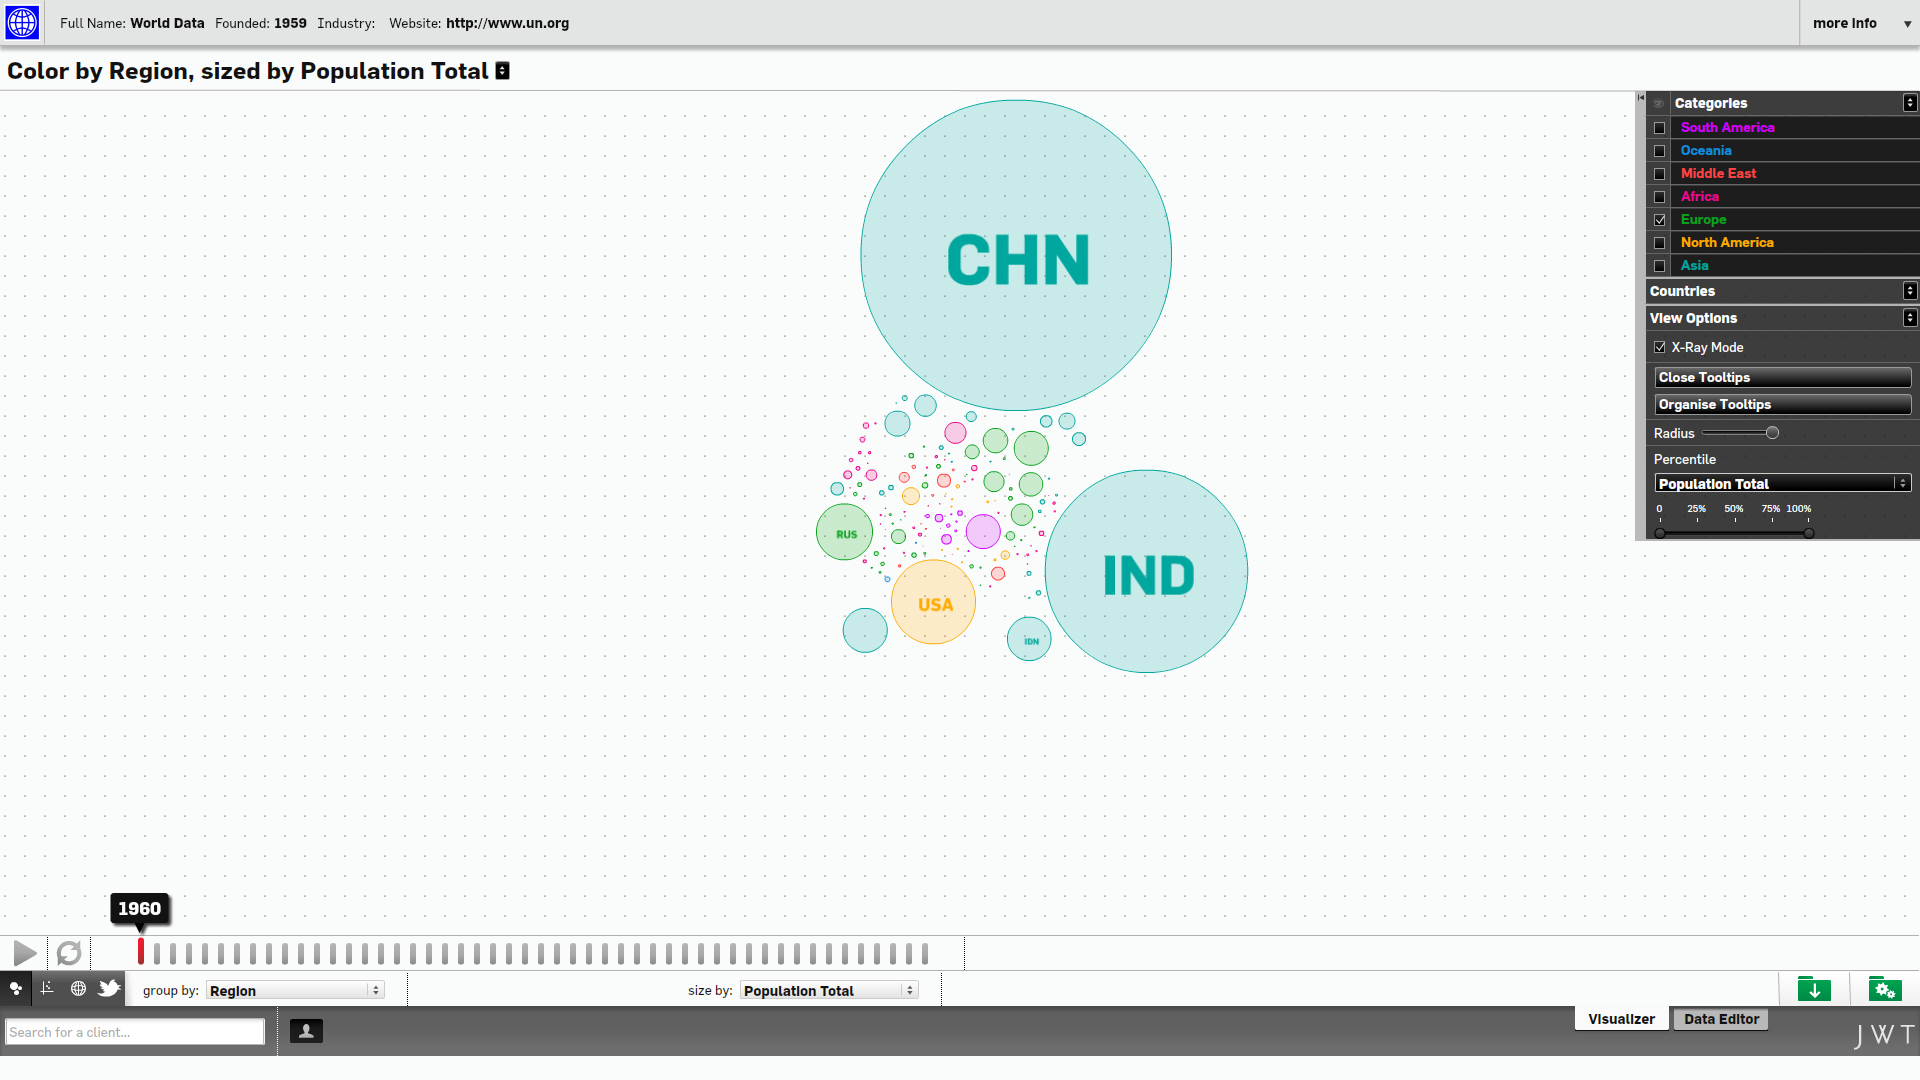 Full Name: World Data Founded: 1959 Industry: Website: http://www.un.org
more info
Color by Region, sized by Population Total
Categories
South America
Oceania
Middle East
Africa
Europe
North America
Asia
Countries
View Options
X-Ray Mode
Close Tooltips
Organise Tooltips
Radius
Percentile
Population Total
0 25% 50% 75% 100%
CHN
RUS
IND
USA
IDN
1960
group by: Region
size by: Population Total
Search for a client...
Visualizer
Data Editor
JWT